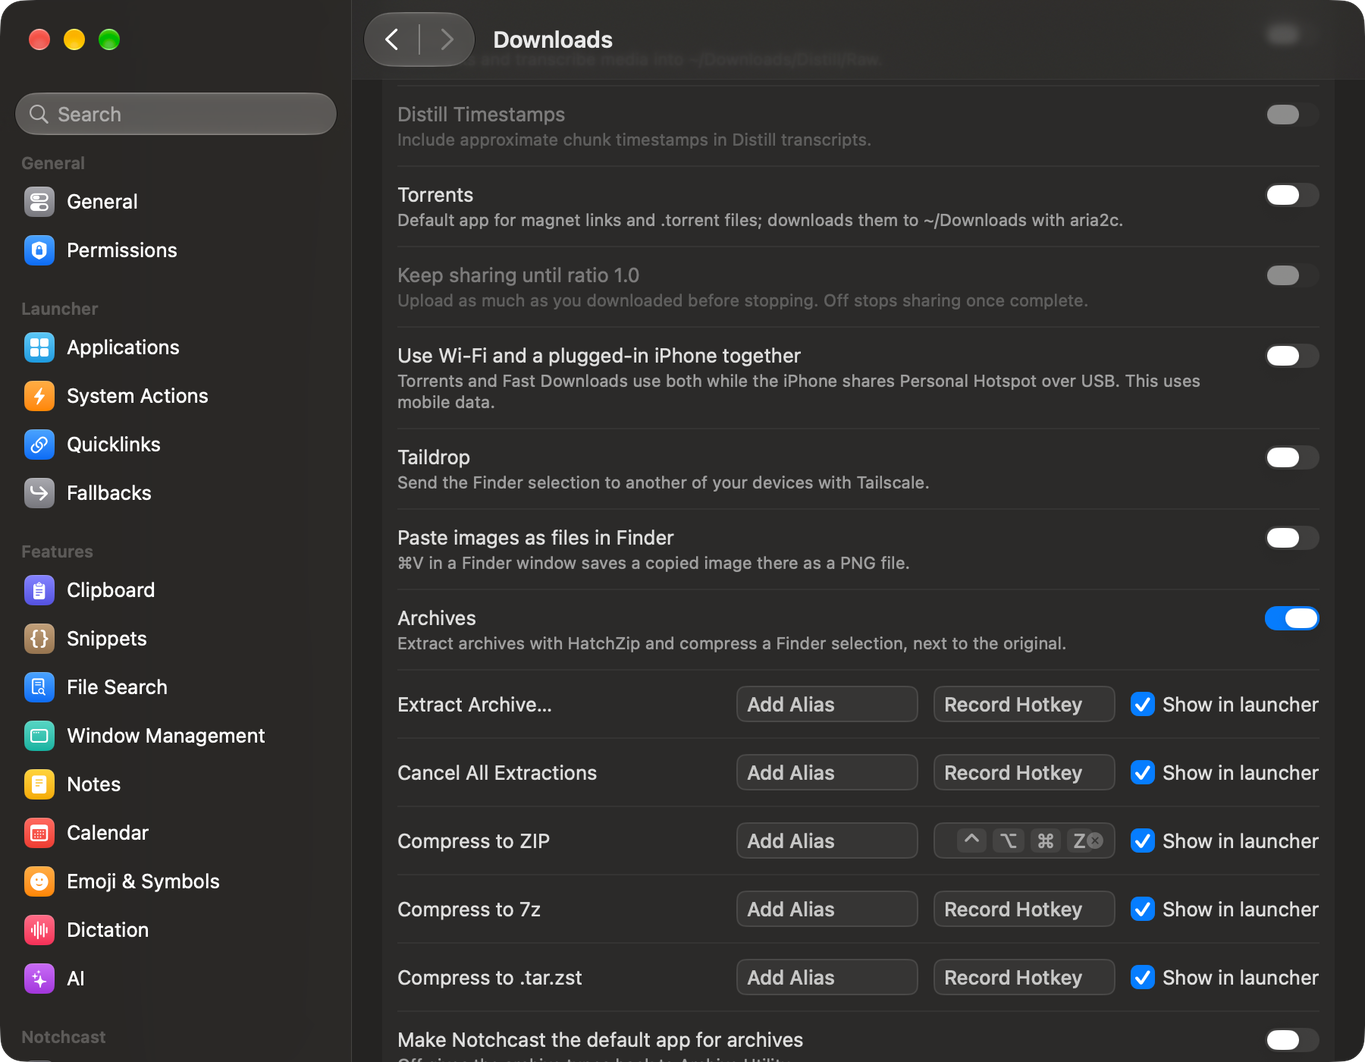 Downloads
Search
General
General
Permissions
Launcher
Applications
System Actions
Quicklinks
Fallbacks
Features
Clipboard
Snippets
File Search
Window Management
Notes
Calendar
Emoji & Symbols
Dictation
AI
Notchcast
and transcribe media into ~/Downloads/Distill/Raw.
Distill Timestamps
Include approximate chunk timestamps in Distill transcripts.
Torrents
Default app for magnet links and .torrent files; downloads them to ~/Downloads with aria2c.
Keep sharing until ratio 1.0
Upload as much as you downloaded before stopping. Off stops sharing once complete.
Use Wi-Fi and a plugged-in iPhone together
Torrents and Fast Downloads use both while the iPhone shares Personal Hotspot over USB. This uses
mobile data.
Taildrop
Send the Finder selection to another of your devices with Tailscale.
Paste images as files in Finder
⌘V in a Finder window saves a copied image there as a PNG file.
Archives
Extract archives with HatchZip and compress a Finder selection, next to the original.
Extract Archive... Add Alias Record Hotkey Show in launcher
Cancel All Extractions Add Alias Record Hotkey Show in launcher
Compress to ZIP Add Alias ⌃ ⌥ ⌘ Z Show in launcher
Compress to 7z Add Alias Record Hotkey Show in launcher
Compress to .tar.zst Add Alias Record Hotkey Show in launcher
Make Notchcast the default app for archives